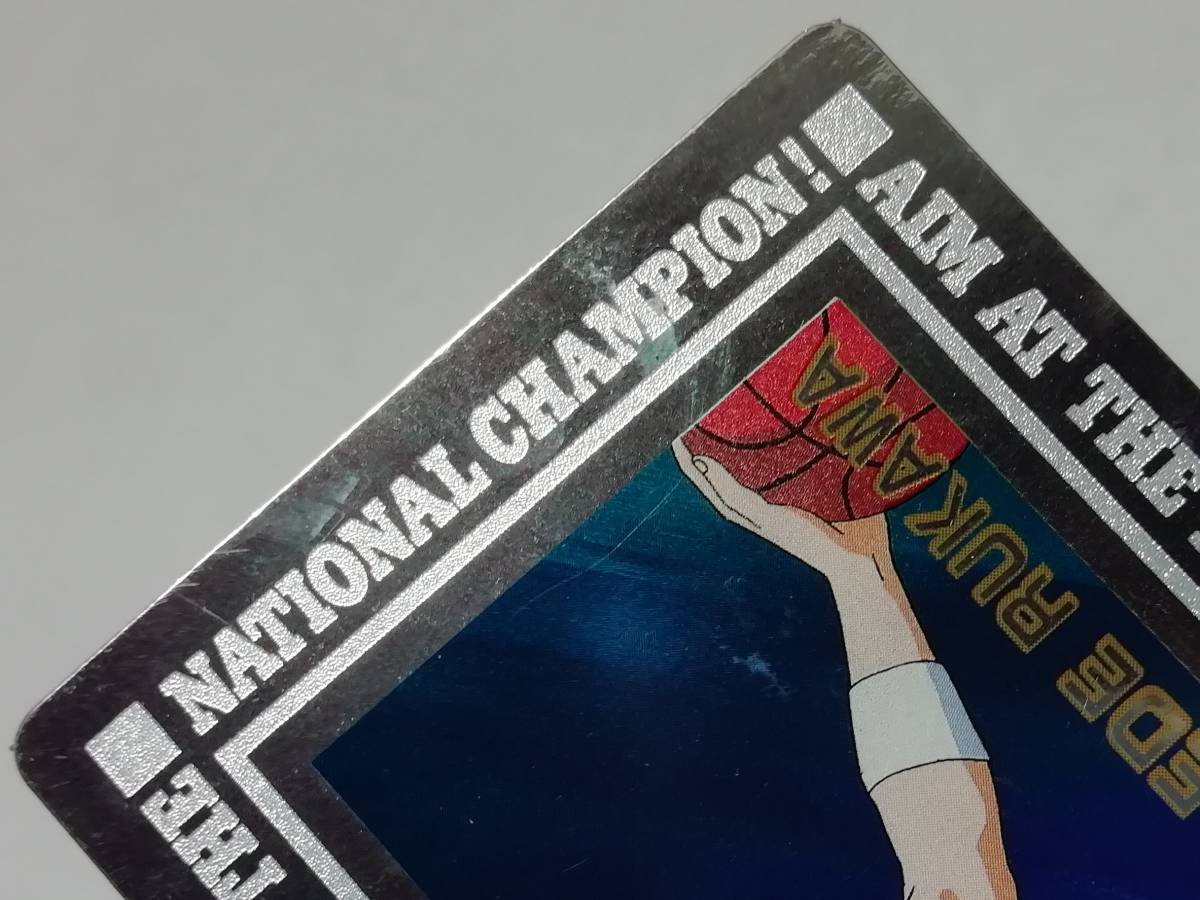 NATIONAL CHAMPION!
AIM AT THE
THE
RUKAWA